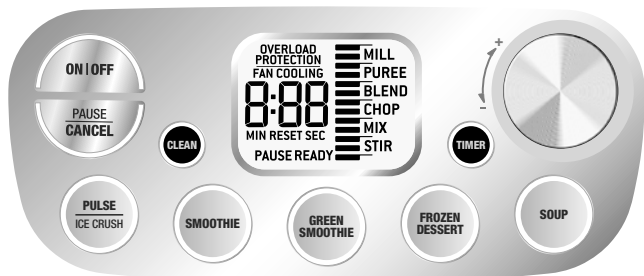 ON|OFF
PAUSE
CANCEL
CLEAN
OVERLOAD
PROTECTION
FAN COOLING
8:88
MIN RESET SEC
PAUSE READY
MILL
PUREE
BLEND
CHOP
MIX
STIR
+
-
TIMER
PULSE
ICE CRUSH
SMOOTHIE
GREEN
SMOOTHIE
FROZEN
DESSERT
SOUP